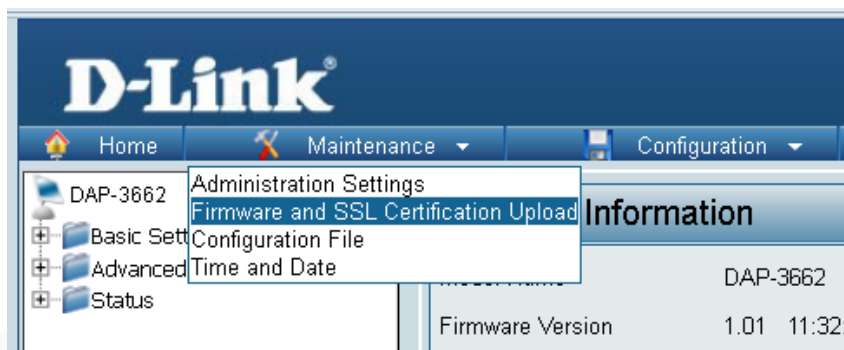 D-Link®
Home Maintenance Configuration
DAP-3662
Basic Sett
Advanced
Status
Administration Settings
Firmware and SSL Certification Upload
Configuration File
Time and Date
Information
DAP-3662
Firmware Version 1.01 11:32: